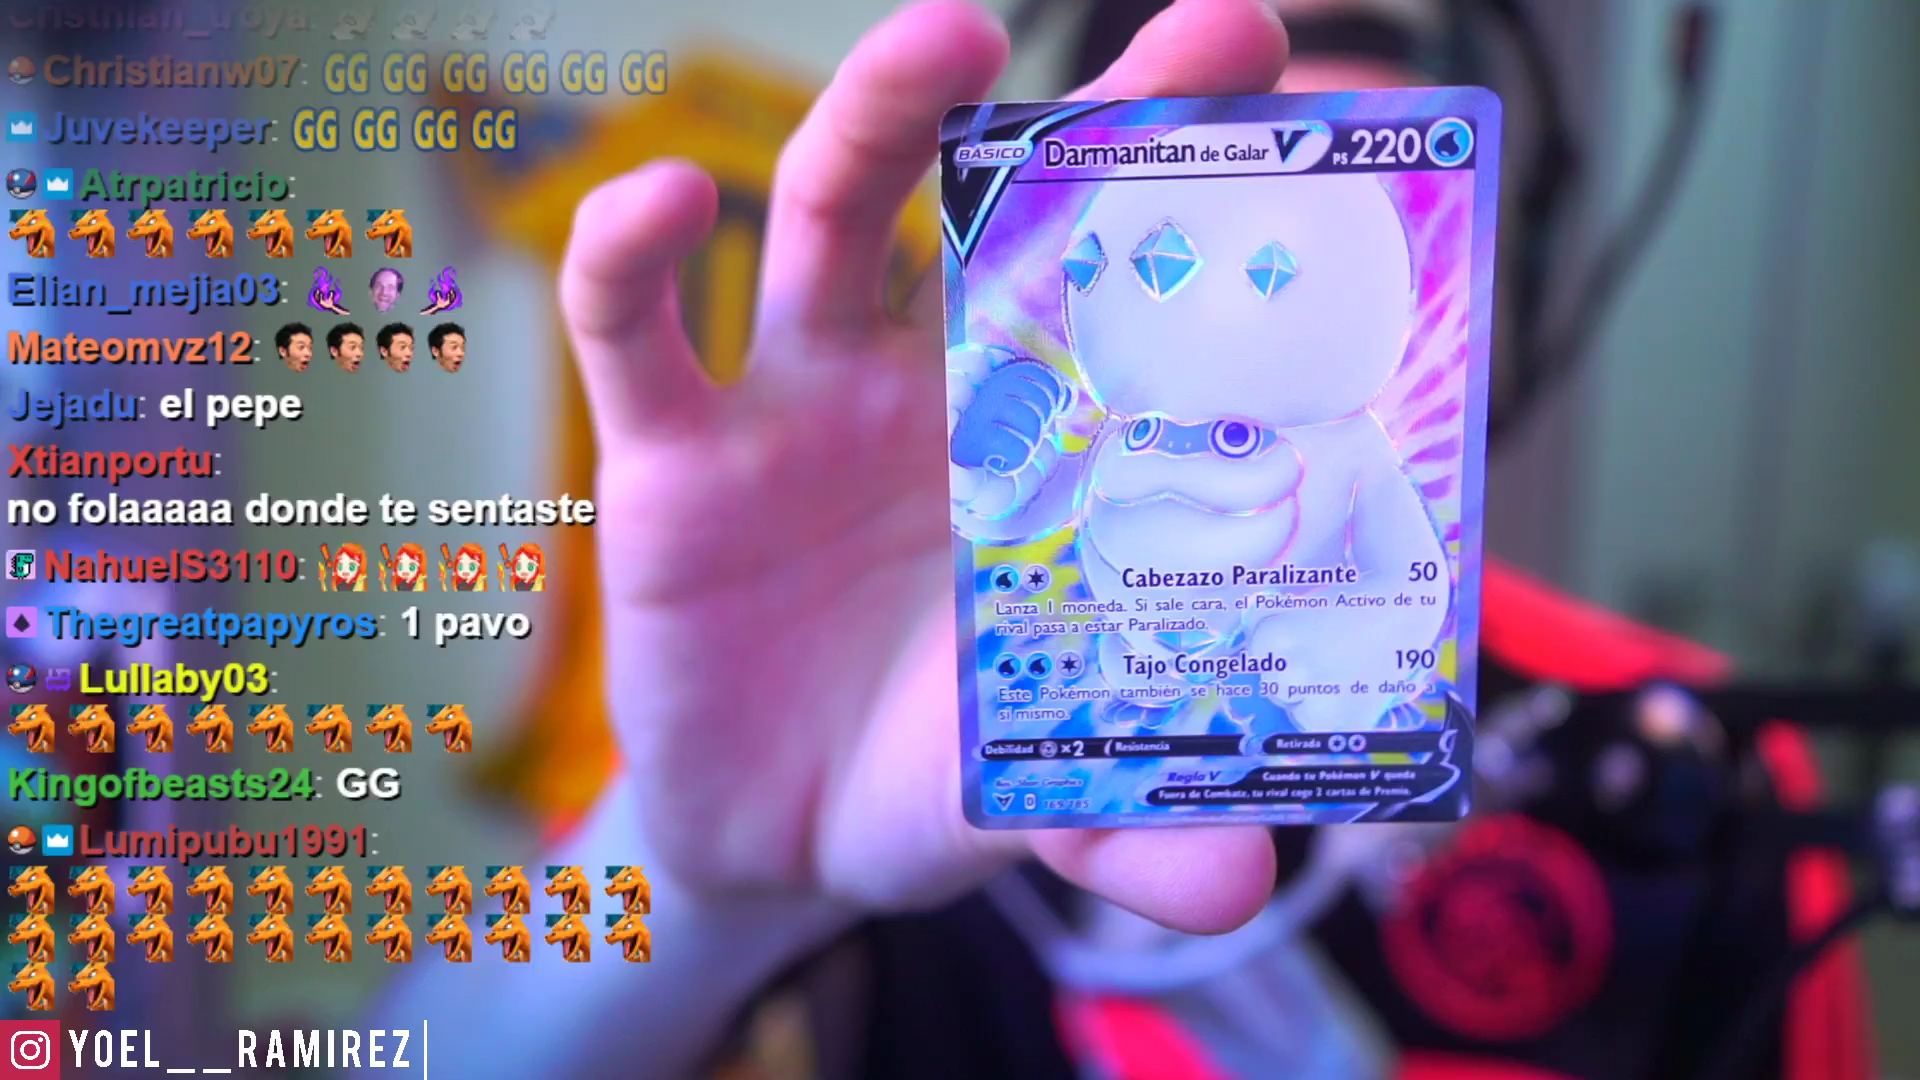 Cristhian_troya:
Christianw07: GG GG GG GG GG GG
Juvekeeper: GG GG GG GG
Atrpatricio:
Elian_mejia03:
Mateomvz12:
Jejadu: el pepe
Xtianportu:
no folaaaaa donde te sentaste
NahuelS3110:
Thegreatpapyros: 1 pavo
Lullaby03:
Kingofbeasts24: GG
Lumipubu1991:
YOEL__RAMIREZ
BÁSICO Darmanitan de Galar V PS 220
Cabezazo Paralizante 50
Lanza 1 moneda. Si sale cara, el Pokémon Activo de tu
rival pasa a estar Paralizado.
Tajo Congelado 190
Este Pokémon también se hace 30 puntos de daño a
sí mismo.
Debilidad ×2 Resistencia Retirada
Regla V Cuando tu Pokémon V queda
Fuera de Combate, tu rival coge 2 cartas de Premio.
D 169/185